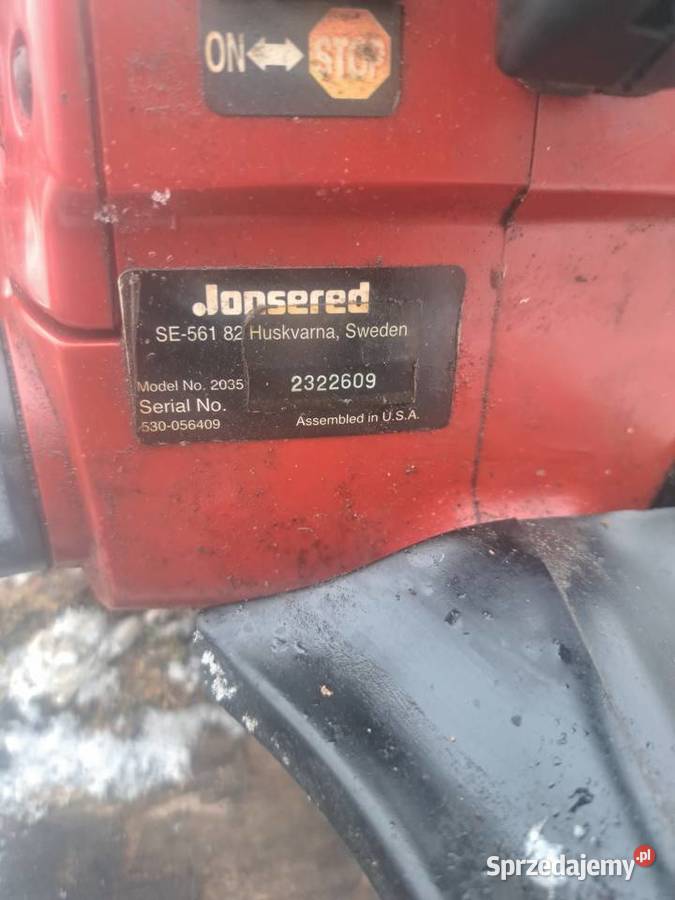 ON STOP
Jonsered
SE-561 82 Huskvarna, Sweden
Model No. 2035
2322609
Serial No.
530-056409
Assembled in U.S.A.
Sprzedajemy.pl